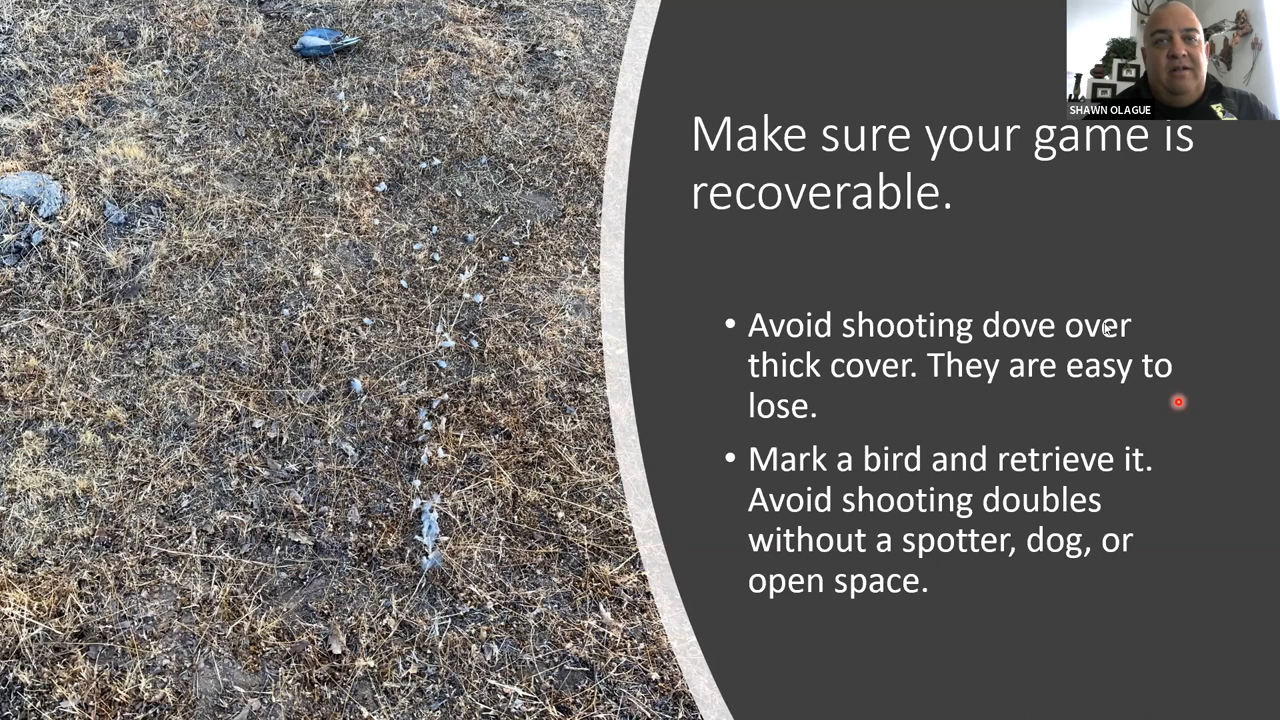 SHAWN OLAGUE
Make sure your game is
recoverable.
• Avoid shooting dove over
thick cover. They are easy to
lose.
• Mark a bird and retrieve it.
Avoid shooting doubles
without a spotter, dog, or
open space.